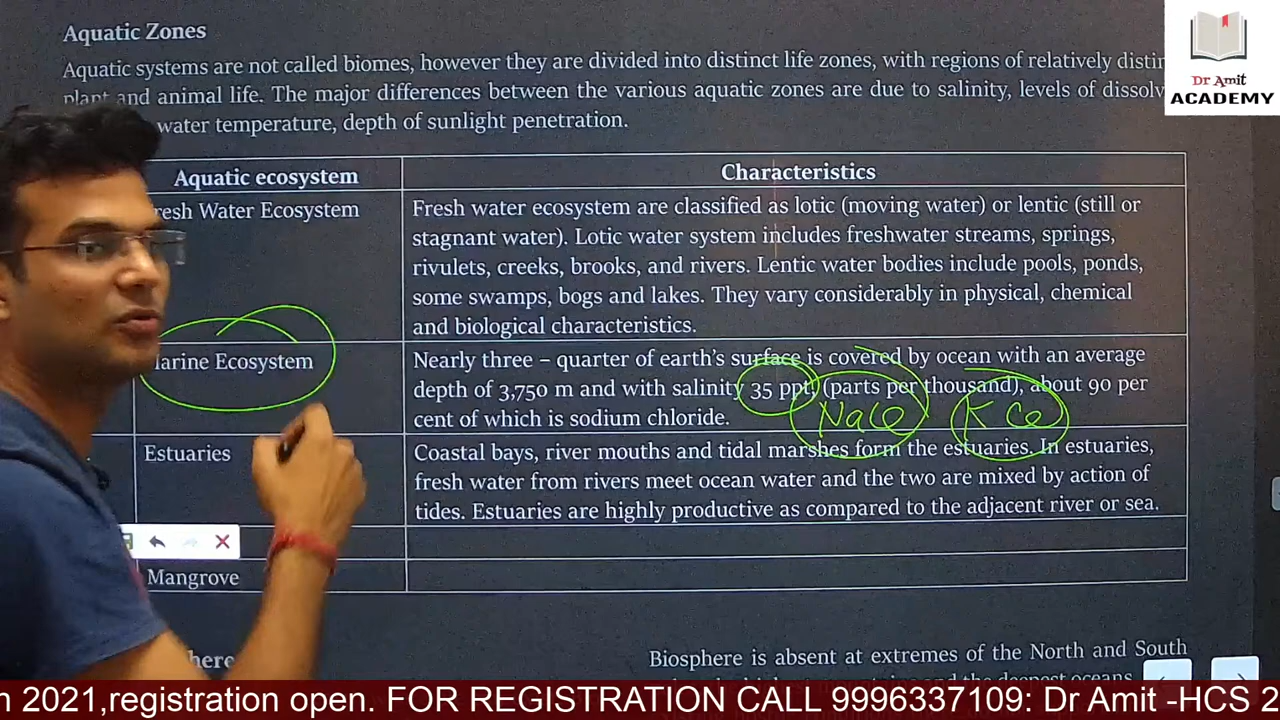 Aquatic Zones
Aquatic systems are not called biomes, however they are divided into distinct life zones, with regions of relatively distin
plant and animal life. The major differences between the various aquatic zones are due to salinity, levels of dissolv
water temperature, depth of sunlight penetration.
Dr Amit
ACADEMY
Aquatic ecosystem
Characteristics
resh Water Ecosystem
Fresh water ecosystem are classified as lotic (moving water) or lentic (still or
stagnant water). Lotic water system includes freshwater streams, springs,
rivulets, creeks, brooks, and rivers. Lentic water bodies include pools, ponds,
some swamps, bogs and lakes. They vary considerably in physical, chemical
and biological characteristics.
arine Ecosystem
Nearly three – quarter of earth's surface is covered by ocean with an average
depth of 3,750 m and with salinity 35 ppt, (parts per thousand), about 90 per
cent of which is sodium chloride.
NaCl
KCl
Estuaries
Coastal bays, river mouths and tidal marshes form the estuaries. In estuaries,
fresh water from rivers meet ocean water and the two are mixed by action of
tides. Estuaries are highly productive as compared to the adjacent river or sea.
Mangrove
here
Biosphere is absent at extremes of the North and South
the deepest oceans
n 2021,registration open. FOR REGISTRATION CALL 9996337109: Dr Amit -HCS 2